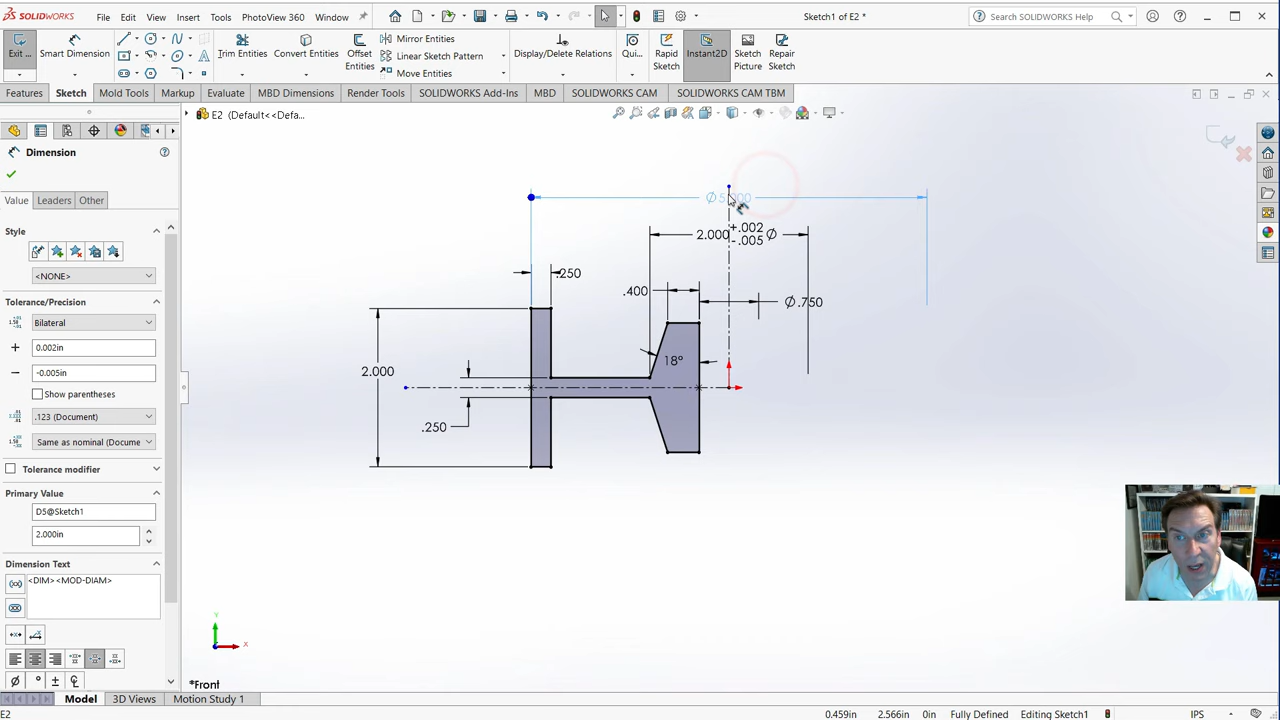 SOLIDWORKS
File Edit View Insert Tools PhotoView 360 Window
Sketch1 of E2 *
Search SOLIDWORKS Help
Exit ...
Smart Dimension
Trim Entities
Convert Entities
Offset Entities
Mirror Entities
Linear Sketch Pattern
Move Entities
Display/Delete Relations
Qui...
Rapid Sketch
Instant2D
Sketch Picture
Repair Sketch
Features Sketch Mold Tools Markup Evaluate MBD Dimensions Render Tools SOLIDWORKS Add-Ins MBD SOLIDWORKS CAM SOLIDWORKS CAM TBM
E2 (Default<<Defa...
Dimension
Value Leaders Other
Style
<NONE>
Tolerance/Precision
Bilateral
+ 0.002in
- -0.005in
Show parentheses
.123 (Document)
Same as nominal (Docume
Tolerance modifier
Primary Value
D5@Sketch1
2.000in
Dimension Text
<DIM><MOD-DIAM>
Ø 5.000
2.000 +.002 -.005 Ø
.250
.400
Ø.750
18°
2.000
.250
Y
X
*Front
Model 3D Views Motion Study 1
E2
0.459in 2.566in 0in Fully Defined Editing Sketch1 IPS